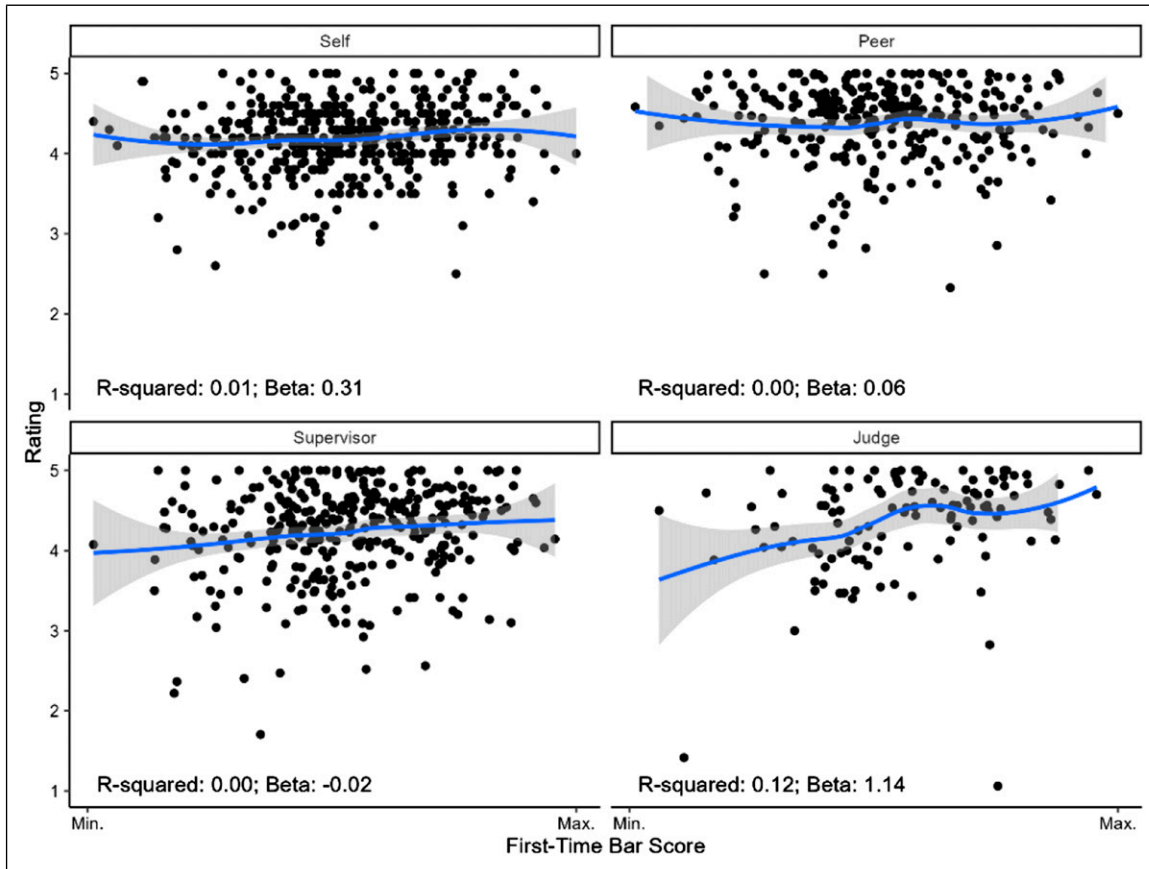 Self
Peer
5
4
3
2
1
R-squared: 0.01; Beta: 0.31
R-squared: 0.00; Beta: 0.06
Rating
Supervisor
Judge
5
4
3
2
1
R-squared: 0.00; Beta: -0.02
R-squared: 0.12; Beta: 1.14
Min.
Max.
Min.
Max.
First-Time Bar Score